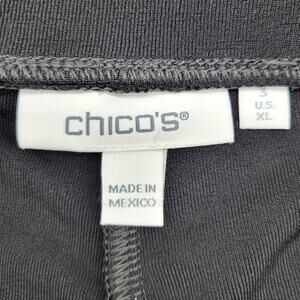 chico's®
3
U.S.
XL
MADE IN
MEXICO